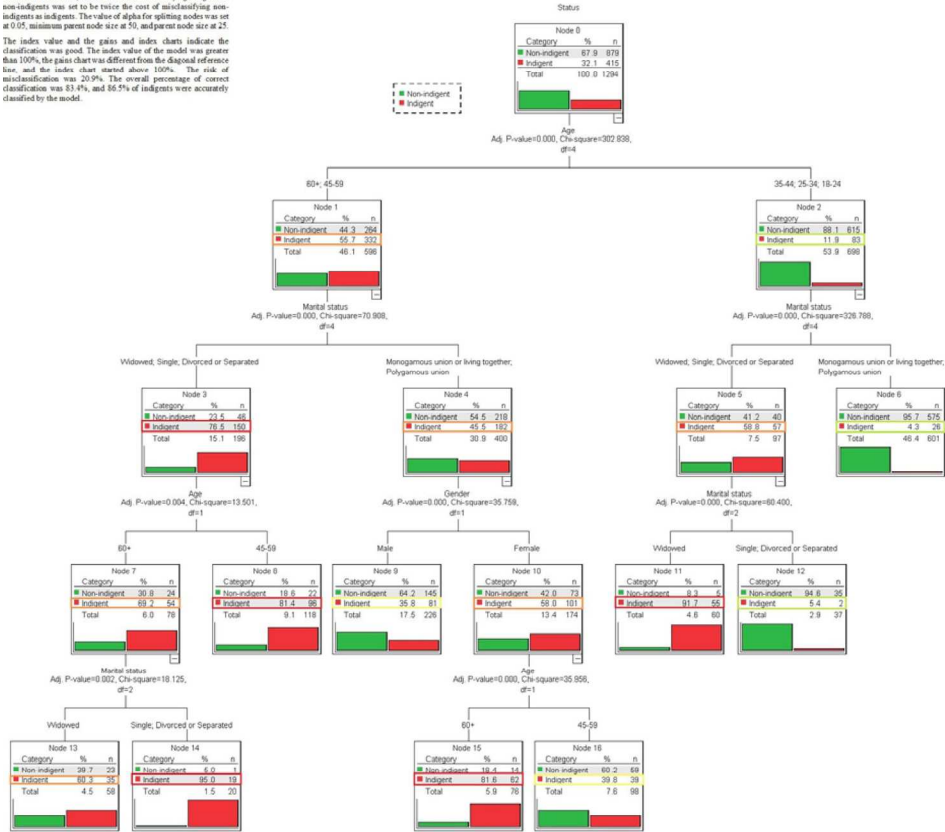 non-indigents was set to be twice the cost of misclassifying non-
indigents as indigents. The value of alpha for splitting nodes was set
at 0.05, minimum parent node size at 50, and parent node size at 25.
The index value and the gains and index charts indicate the
classification was good. The index value of the model was greater
than 100%, the gains chart was different from the diagonal reference
line, and the index chart started above 100%. The risk of
misclassification was 20.9%. The overall percentage of correct
classification was 83.4%, and 86.5% of indigents were accurately
classified by the model.
Status
Node 0
Category % n
Non-indigent 67.9 879
Indigent 32.1 415
Total 100.0 1294
Non-indigent
Indigent
Age
Adj. P-value=0.000, Chi-square=302.838,
df=4
60+; 45-59
35-44; 25-34; 18-24
Node 1
Category % n
Non-indigent 44.3 264
Indigent 55.7 332
Total 46.1 596
Node 2
Category % n
Non-indigent 88.1 615
Indigent 11.9 83
Total 53.9 698
Marital status
Adj. P-value=0.000, Chi-square=70.908,
df=4
Marital status
Adj. P-value=0.000, Chi-square=326.788,
df=4
Widowed; Single; Divorced or Separated
Monogamous union or living together;
Polygamous union
Widowed; Single; Divorced or Separated
Monogamous union or living together;
Polygamous union
Node 3
Category % n
Non-indigent 23.5 46
Indigent 76.5 150
Total 15.1 196
Node 4
Category % n
Non-indigent 54.5 218
Indigent 45.5 182
Total 30.9 400
Node 5
Category % n
Non-indigent 41.2 40
Indigent 58.8 57
Total 7.5 97
Node 6
Category % n
Non-indigent 95.7 575
Indigent 4.3 26
Total 46.4 601
Age
Adj. P-value=0.004, Chi-square=13.501,
df=1
Gender
Adj. P-value=0.000, Chi-square=35.759,
df=1
Marital status
Adj. P-value=0.000, Chi-square=60.400,
df=2
60+
45-59
Male
Female
Widowed
Single; Divorced or Separated
Node 7
Category % n
Non-indigent 30.8 24
Indigent 69.2 54
Total 6.0 78
Node 8
Category % n
Non-indigent 18.6 22
Indigent 81.4 96
Total 9.1 118
Node 9
Category % n
Non-indigent 64.2 145
Indigent 35.8 81
Total 17.5 226
Node 10
Category % n
Non-indigent 42.0 73
Indigent 58.0 101
Total 13.4 174
Node 11
Category % n
Non-indigent 8.3 5
Indigent 91.7 55
Total 4.6 60
Node 12
Category % n
Non-indigent 94.6 35
Indigent 5.4 2
Total 2.9 37
Marital status
Adj. P-value=0.002, Chi-square=18.125,
df=2
Age
Adj. P-value=0.000, Chi-square=35.956,
df=1
Widowed
Single; Divorced or Separated
60+
45-59
Node 13
Category % n
Non-indigent 39.7 23
Indigent 60.3 35
Total 4.5 58
Node 14
Category % n
Non-indigent 5.0 1
Indigent 95.0 19
Total 1.5 20
Node 15
Category % n
Non-indigent 18.4 14
Indigent 81.6 62
Total 5.9 76
Node 16
Category % n
Non-indigent 60.2 59
Indigent 39.8 39
Total 7.6 98